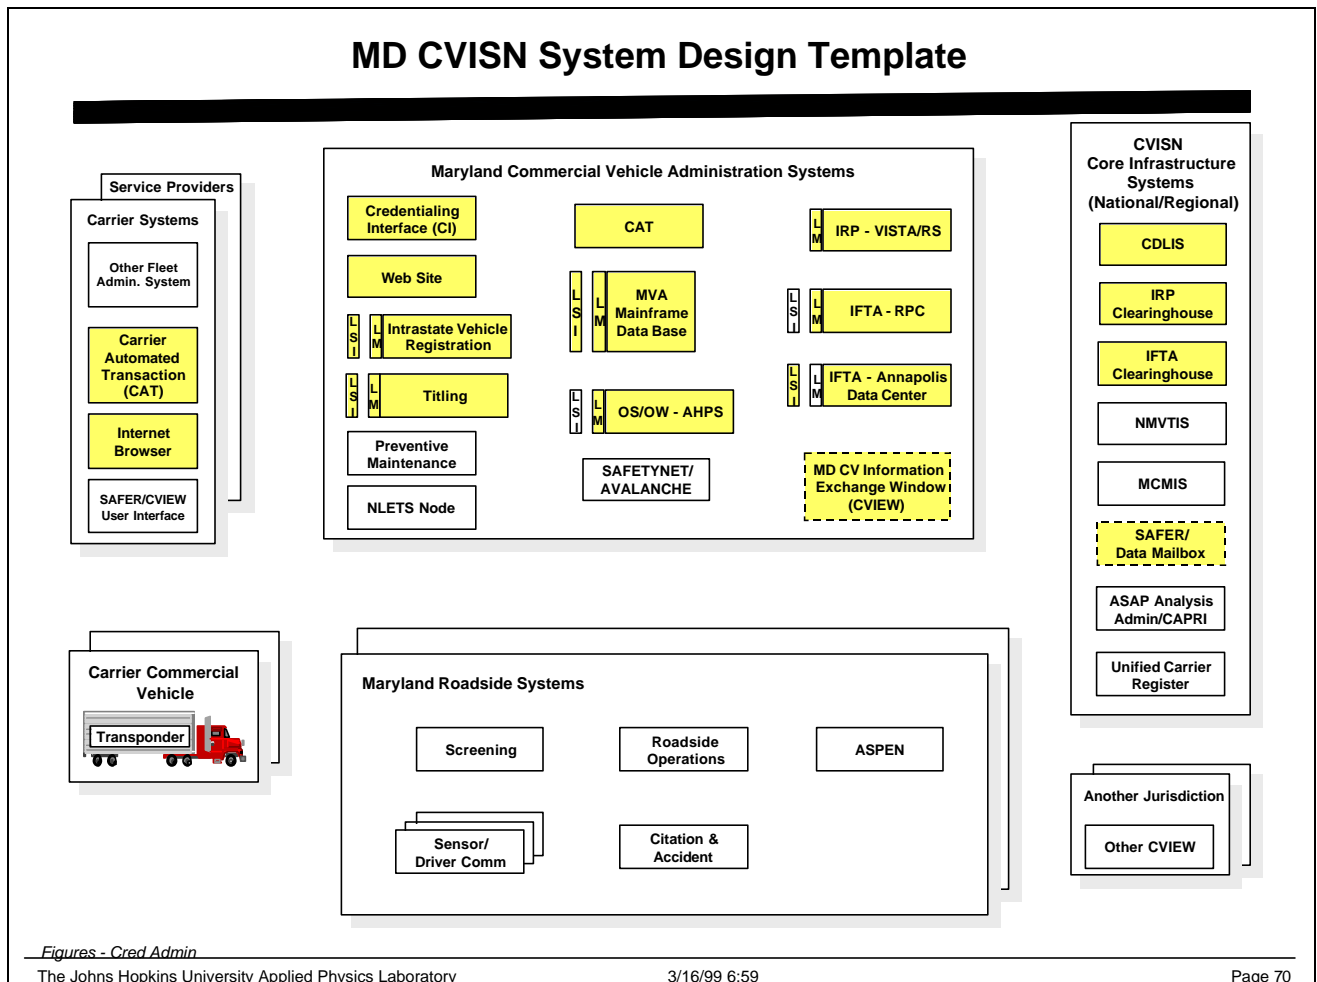 MD CVISN System Design Template
Service Providers
Carrier Systems
Other Fleet
Admin. System
Carrier
Automated
Transaction
(CAT)
Internet
Browser
SAFER/CVIEW
User Interface
Maryland Commercial Vehicle Administration Systems
Credentialing
Interface (CI)
Web Site
L
S
I
L
M
Intrastate Vehicle
Registration
L
S
I
L
M
Titling
Preventive
Maintenance
NLETS Node
CAT
L
S
I
L
M
MVA
Mainframe
Data Base
L
S
I
L
M
OS/OW - AHPS
SAFETYNET/
AVALANCHE
L
M
IRP - VISTA/RS
L
S
I
L
M
IFTA - RPC
L
S
I
L
M
IFTA - Annapolis
Data Center
MD CV Information
Exchange Window
(CVIEW)
CVISN
Core Infrastructure
Systems
(National/Regional)
CDLIS
IRP
Clearinghouse
IFTA
Clearinghouse
NMVTIS
MCMIS
SAFER/
Data Mailbox
ASAP Analysis
Admin/CAPRI
Unified Carrier
Register
Carrier Commercial
Vehicle
Transponder
Maryland Roadside Systems
Screening
Roadside
Operations
ASPEN
Sensor/
Driver Comm
Citation &
Accident
Another Jurisdiction
Other CVIEW
Figures - Cred Admin
The Johns Hopkins University Applied Physics Laboratory
3/16/99 6:59
Page 70